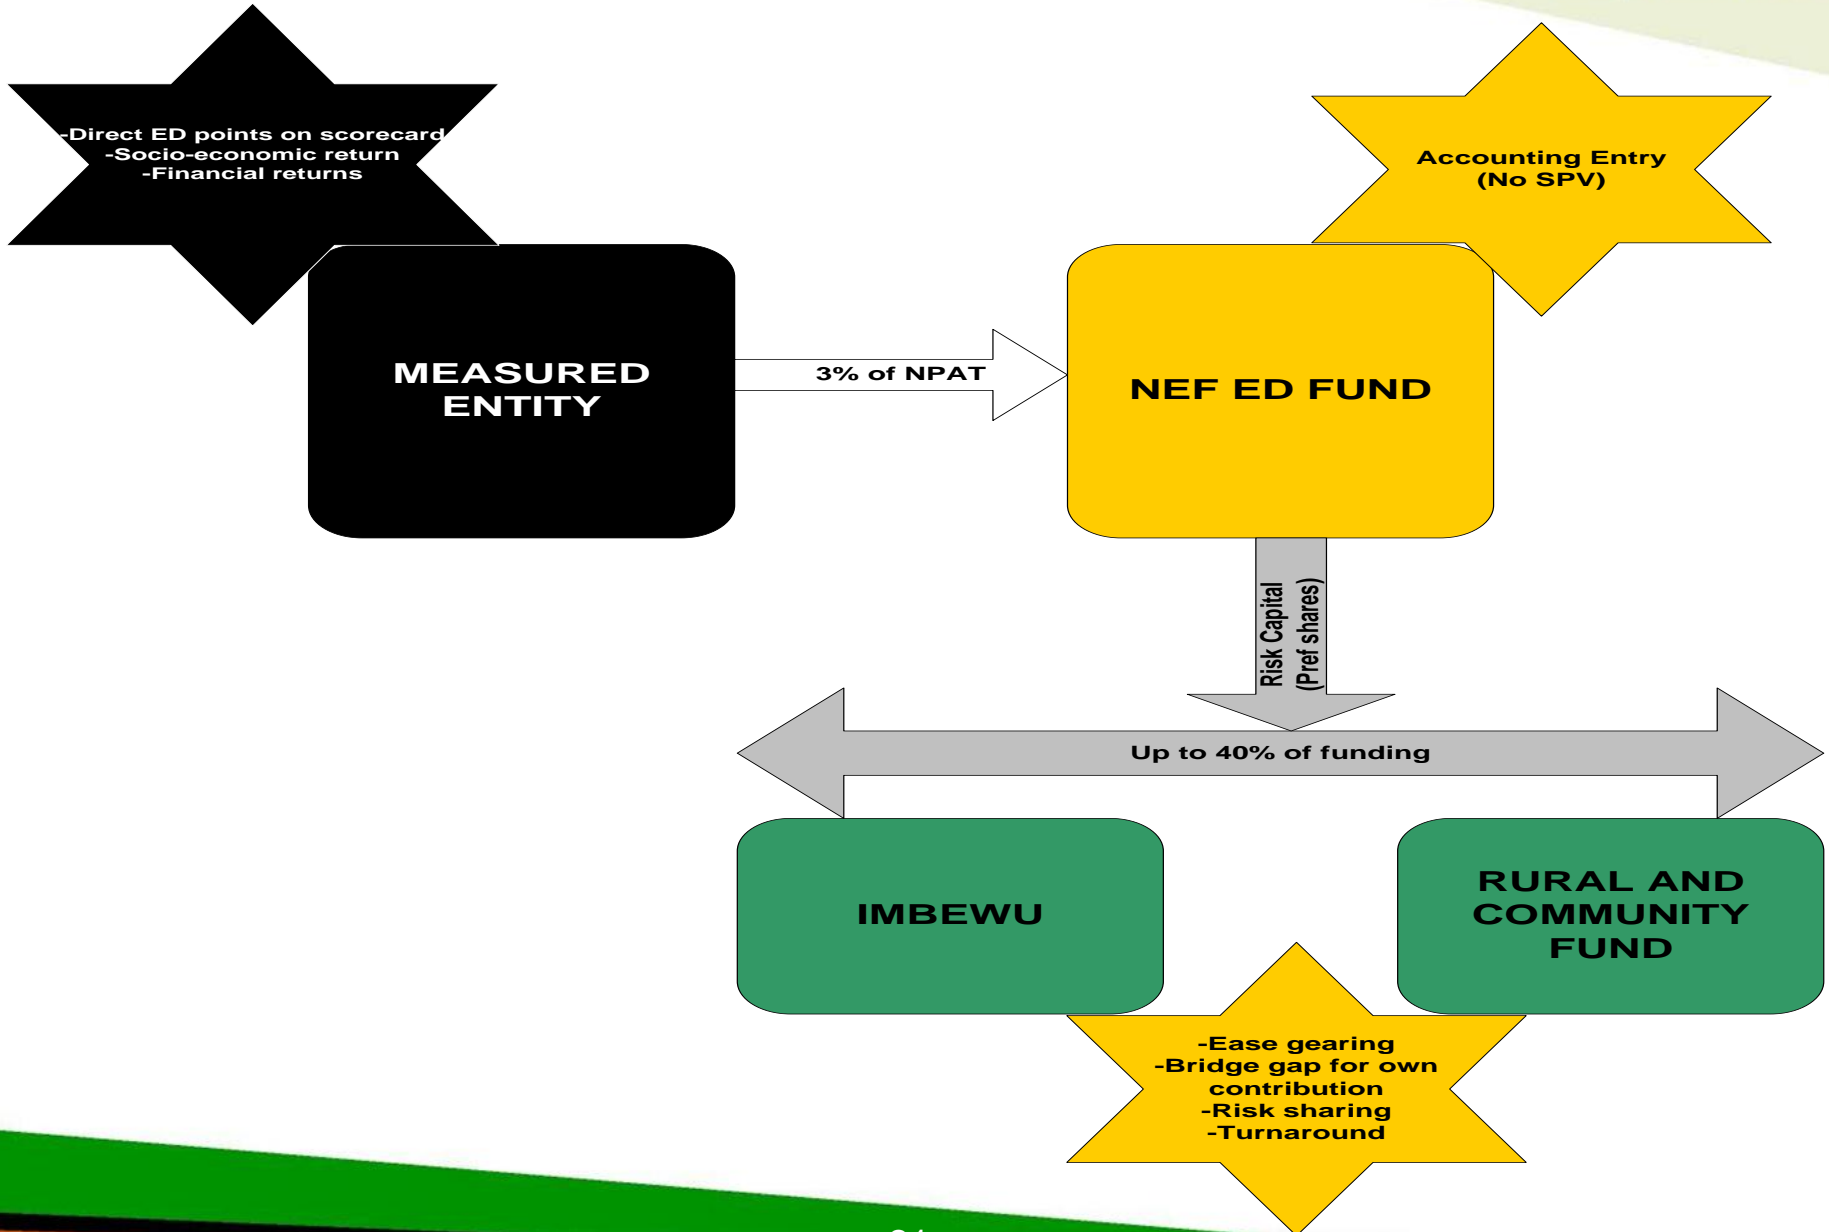 -Direct ED points on scorecard
-Socio-economic return
-Financial returns
Accounting Entry
(No SPV)
MEASURED
ENTITY
3% of NPAT
NEF ED FUND
Risk Capital
(Pref shares)
Up to 40% of funding
IMBEWU
RURAL AND
COMMUNITY
FUND
-Ease gearing
-Bridge gap for own
contribution
-Risk sharing
-Turnaround